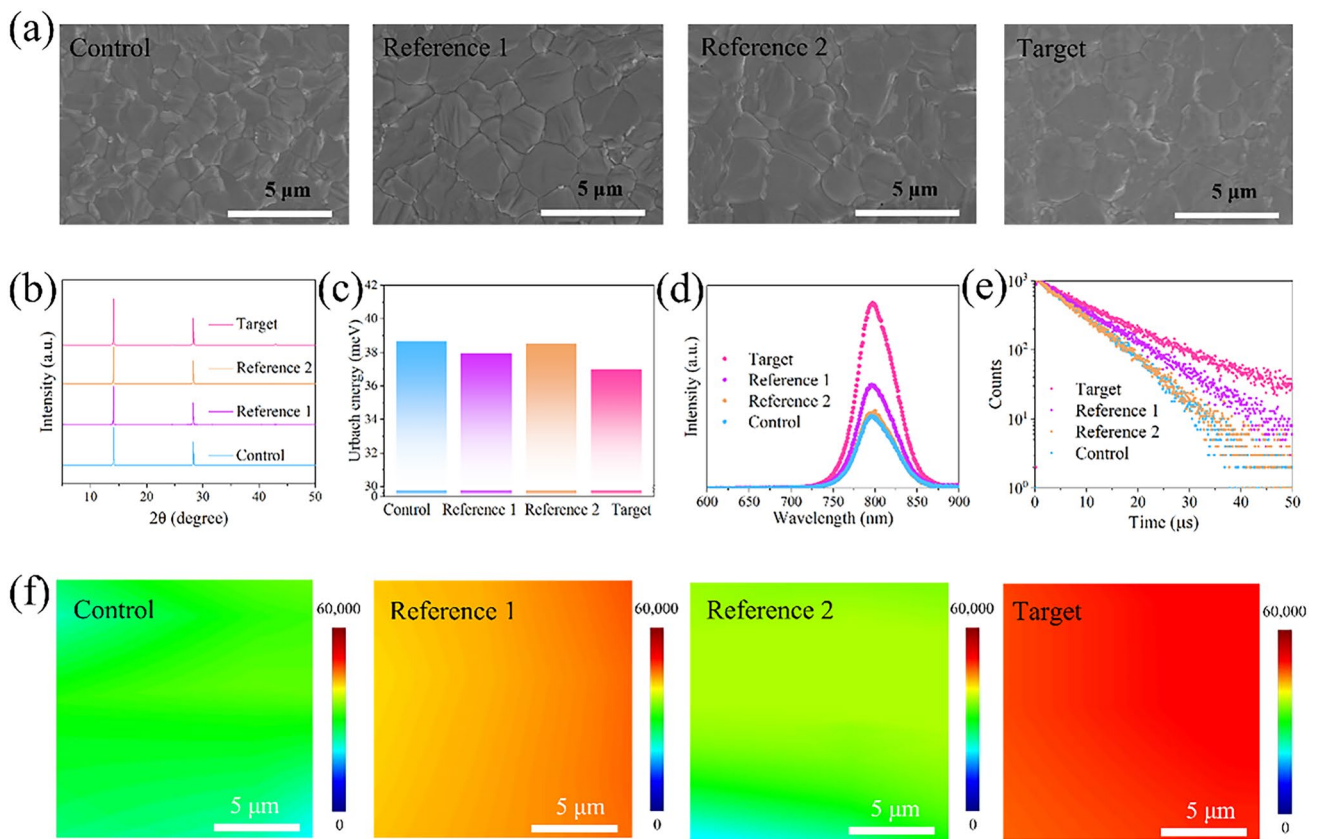 (a)
Control
5 μm
Reference 1
5 μm
Reference 2
5 μm
Target
5 μm
(b)
Intensity (a.u.)
Target
Reference 2
Reference 1
Control
10 20 30 40 50
2θ (degree)
(c)
Urbach energy (meV)
42
40
38
36
34
32
30
0
Control Reference 1 Reference 2 Target
(d)
Intensity (a.u.)
Target
Reference 1
Reference 2
Control
600 700 750 800 850 900
Wavelength (nm)
(e)
Counts
10³
10²
10¹
10⁰
Target
Reference 1
Reference 2
Control
0 10 20 30 40 50
Time (μs)
(f)
Control
5 μm
60,000
0
Reference 1
5 μm
60,000
0
Reference 2
5 μm
60,000
0
Target
5 μm
60,000
0